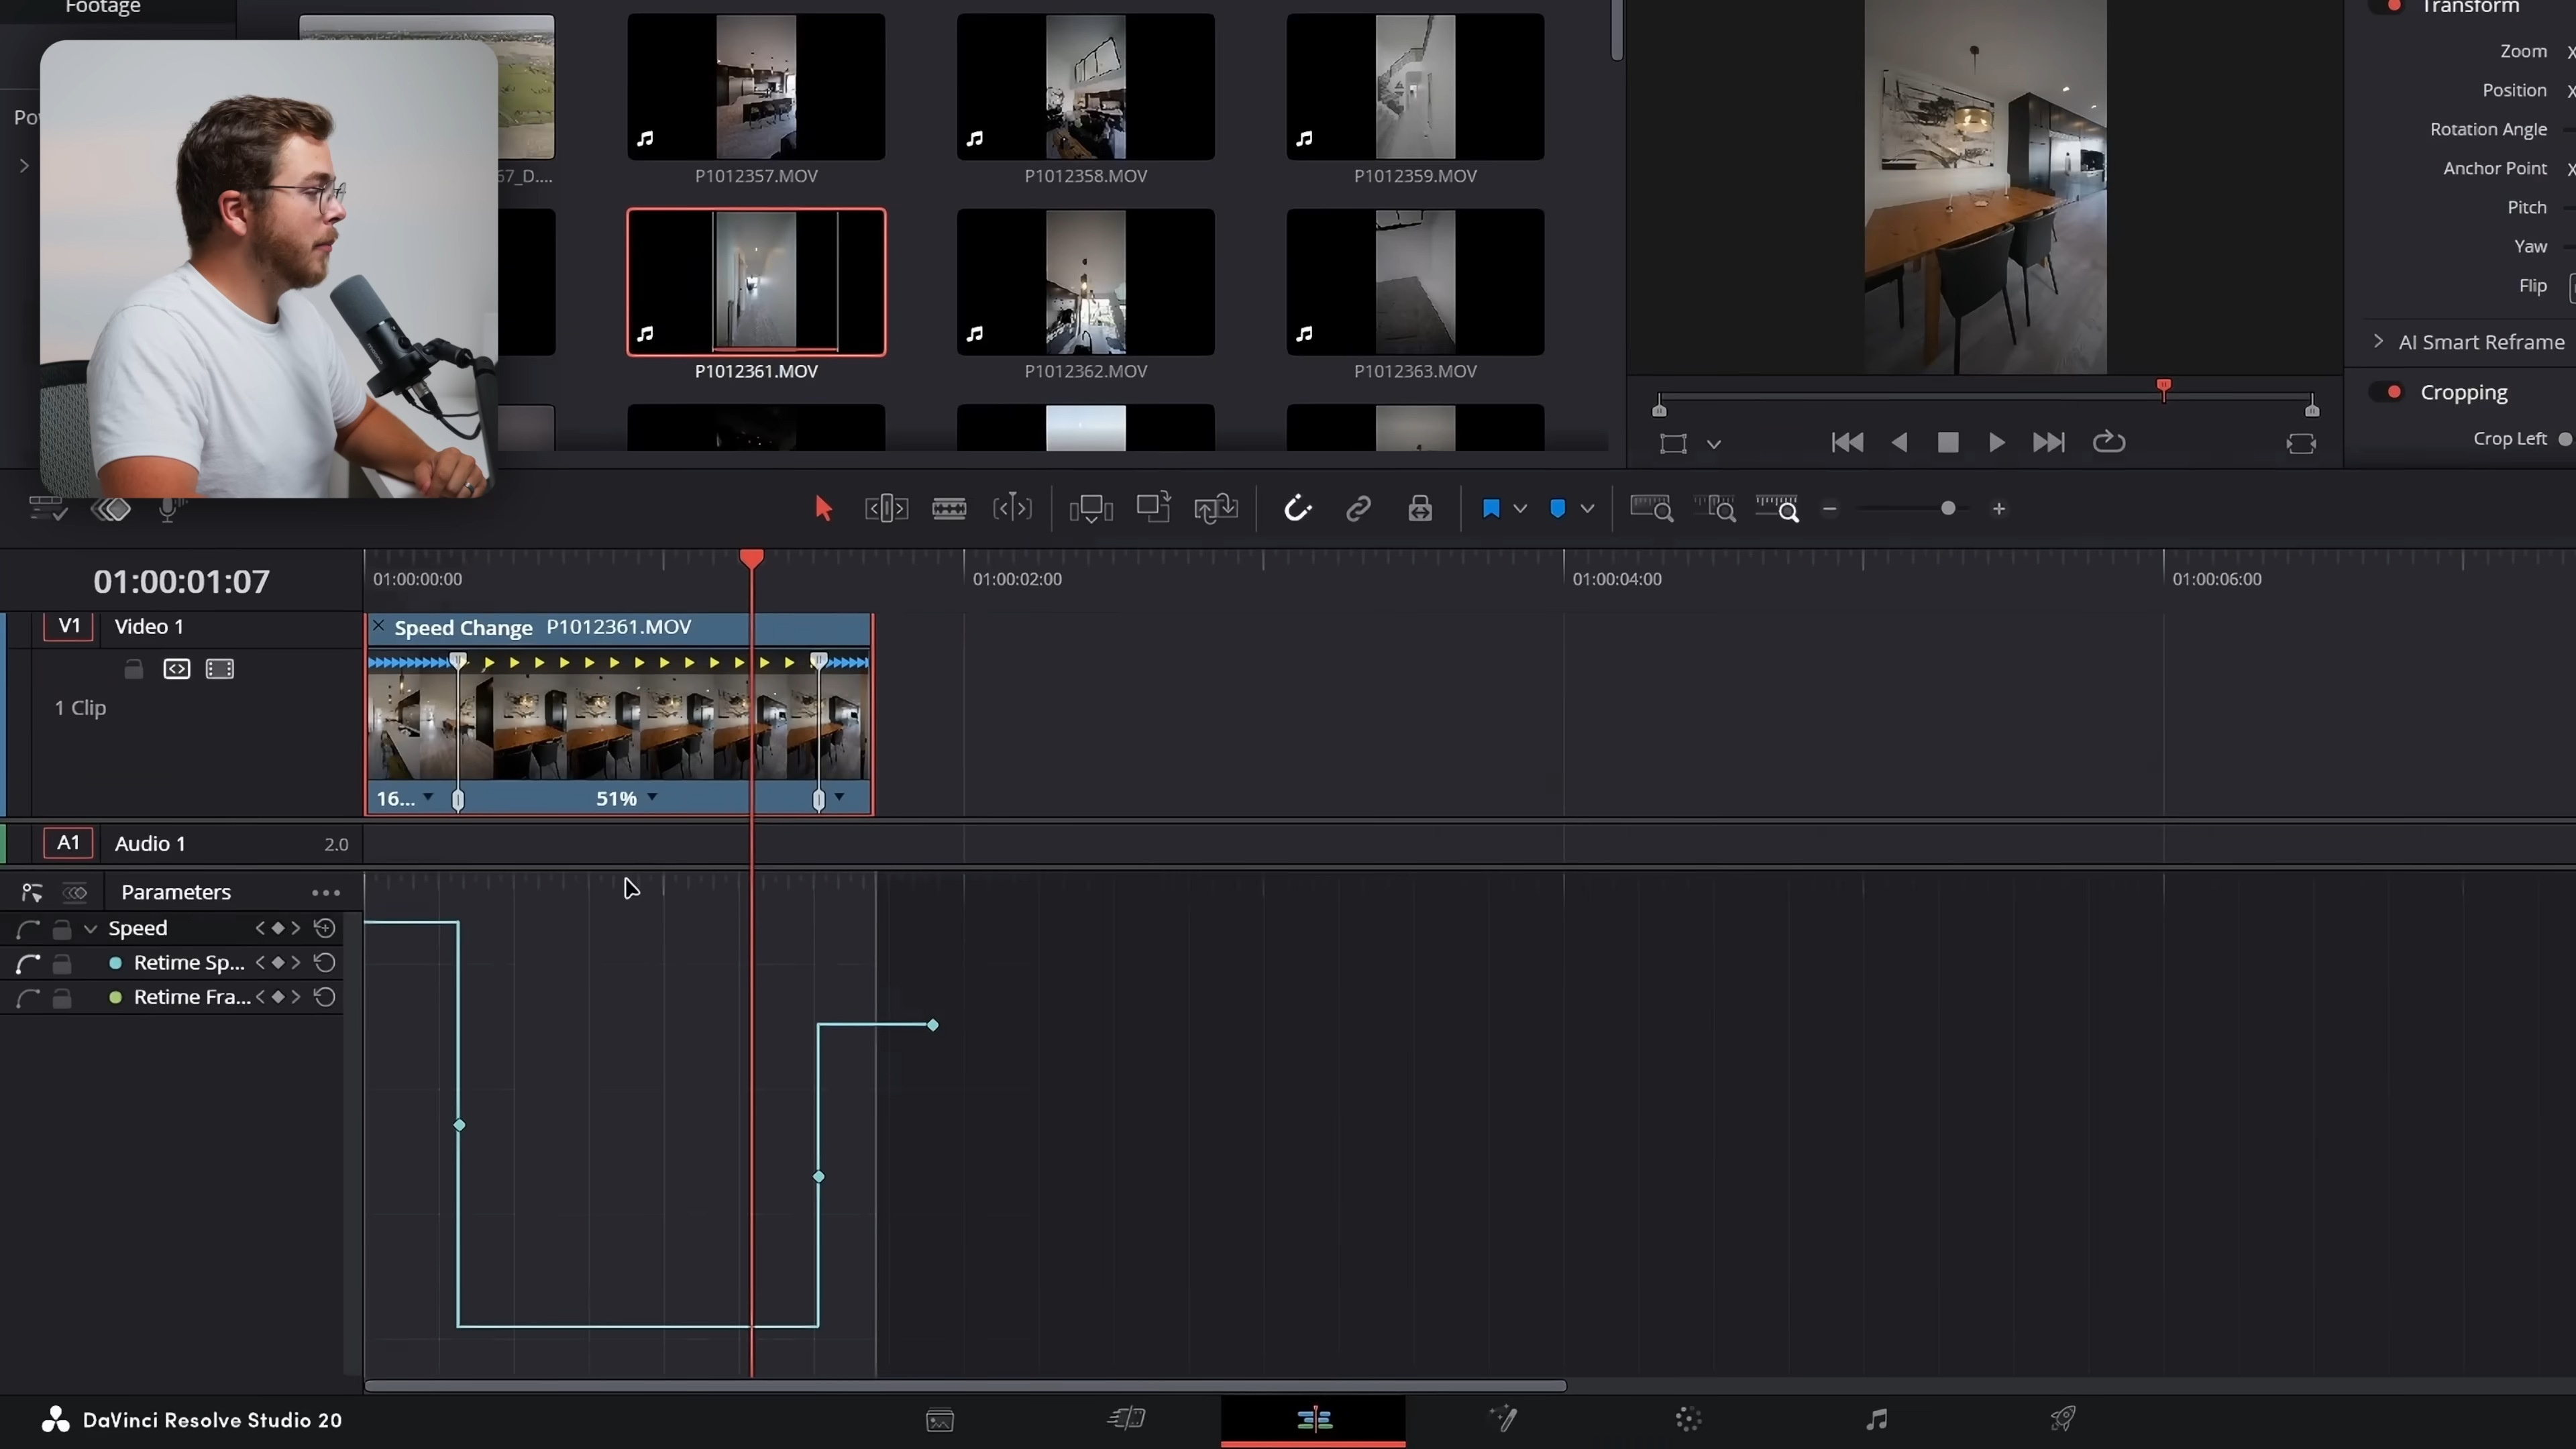 Footage
Transform
Zoom
X
Position
X
Rotation Angle
Anchor Point
X
Pitch
Yaw
Flip
67_D....
P1012357.MOV
P1012358.MOV
P1012359.MOV
P1012361.MOV
P1012362.MOV
P1012363.MOV
AI Smart Reframe
Cropping
Crop Left
01:00:01:07
01:00:00:00
01:00:02:00
01:00:04:00
01:00:06:00
V1
Video 1
Speed Change P1012361.MOV
1 Clip
16...
51%
A1
Audio 1
2.0
Parameters
Speed
Retime Sp...
Retime Fra...
DaVinci Resolve Studio 20